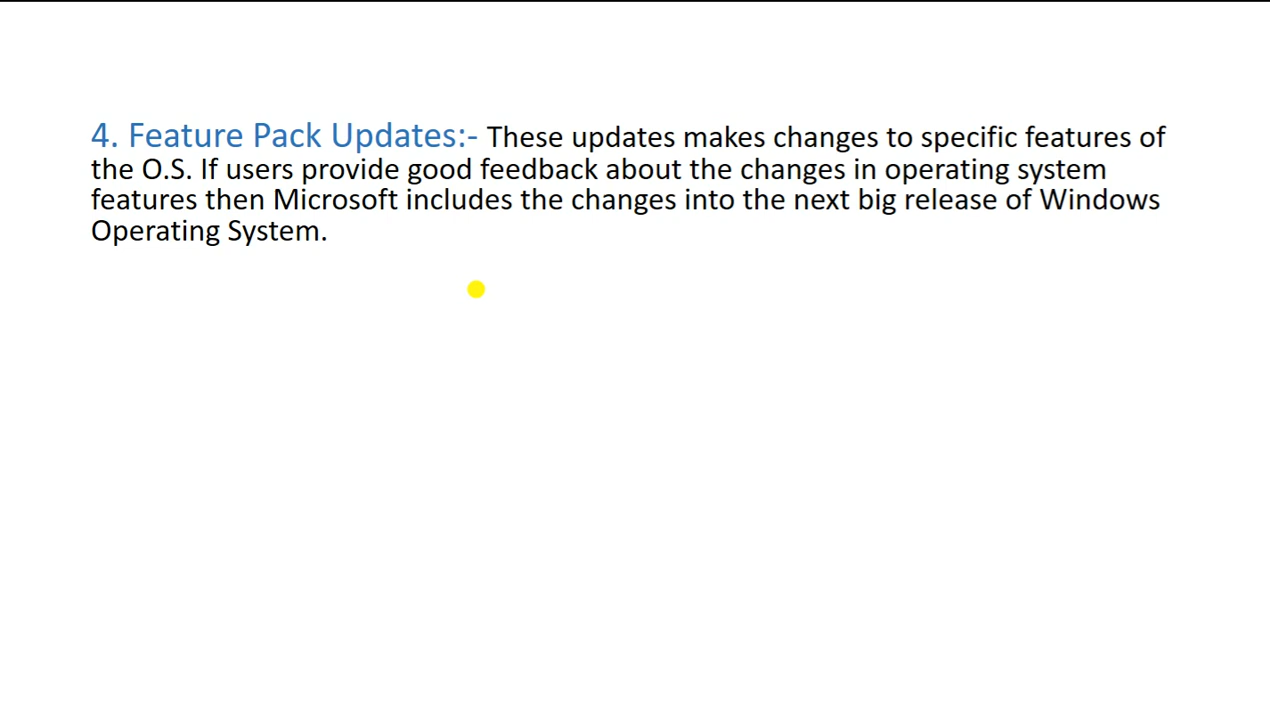 4. Feature Pack Updates:- These updates makes changes to specific features of
the O.S. If users provide good feedback about the changes in operating system
features then Microsoft includes the changes into the next big release of Windows
Operating System.